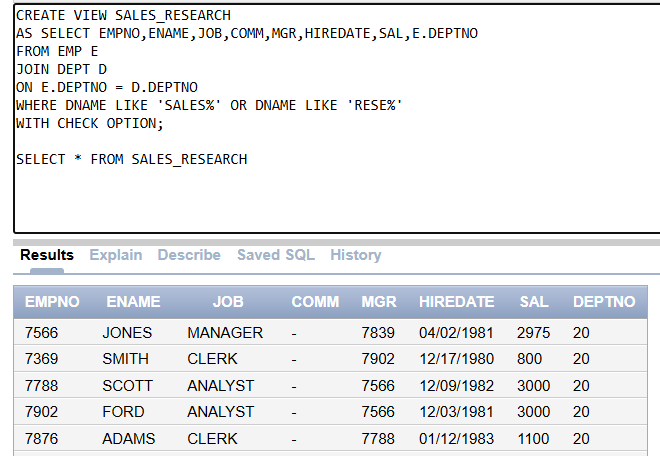 CREATE VIEW SALES_RESEARCH
AS SELECT EMPNO,ENAME,JOB,COMM,MGR,HIREDATE,SAL,E.DEPTNO
FROM EMP E
JOIN DEPT D
ON E.DEPTNO = D.DEPTNO
WHERE DNAME LIKE 'SALES%' OR DNAME LIKE 'RESE%'
WITH CHECK OPTION;
SELECT * FROM SALES_RESEARCH
Results Explain Describe Saved SQL History
EMPNO ENAME JOB COMM MGR HIREDATE SAL DEPTNO
7566 JONES MANAGER - 7839 04/02/1981 2975 20
7369 SMITH CLERK - 7902 12/17/1980 800 20
7788 SCOTT ANALYST - 7566 12/09/1982 3000 20
7902 FORD ANALYST - 7566 12/03/1981 3000 20
7876 ADAMS CLERK - 7788 01/12/1983 1100 20